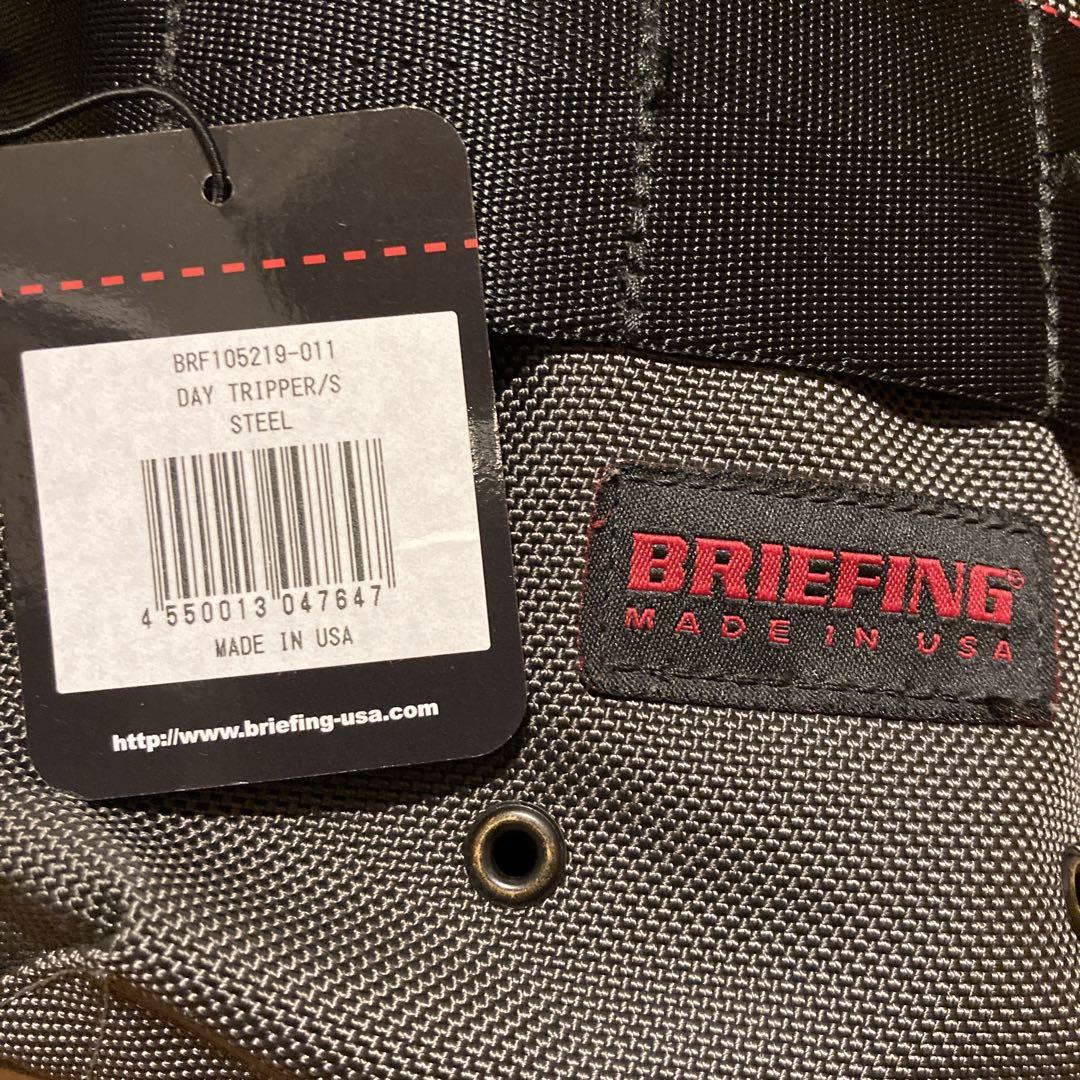 BRF105219-011
DAY TRIPPER/S
STEEL
4 550013 047647
MADE IN USA
http://www.briefing-usa.com
BRIEFING®
MADE IN USA